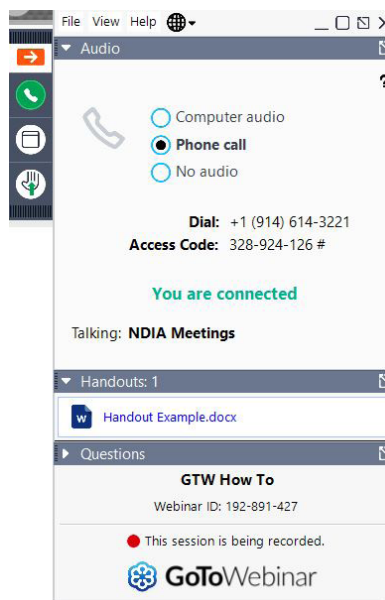 File View Help
Audio
?
Computer audio
Phone call
No audio
Dial: +1 (914) 614-3221
Access Code: 328-924-126 #
You are connected
Talking: NDIA Meetings
Handouts: 1
W Handout Example.docx
Questions
GTW How To
Webinar ID: 192-891-427
This session is being recorded.
GoToWebinar